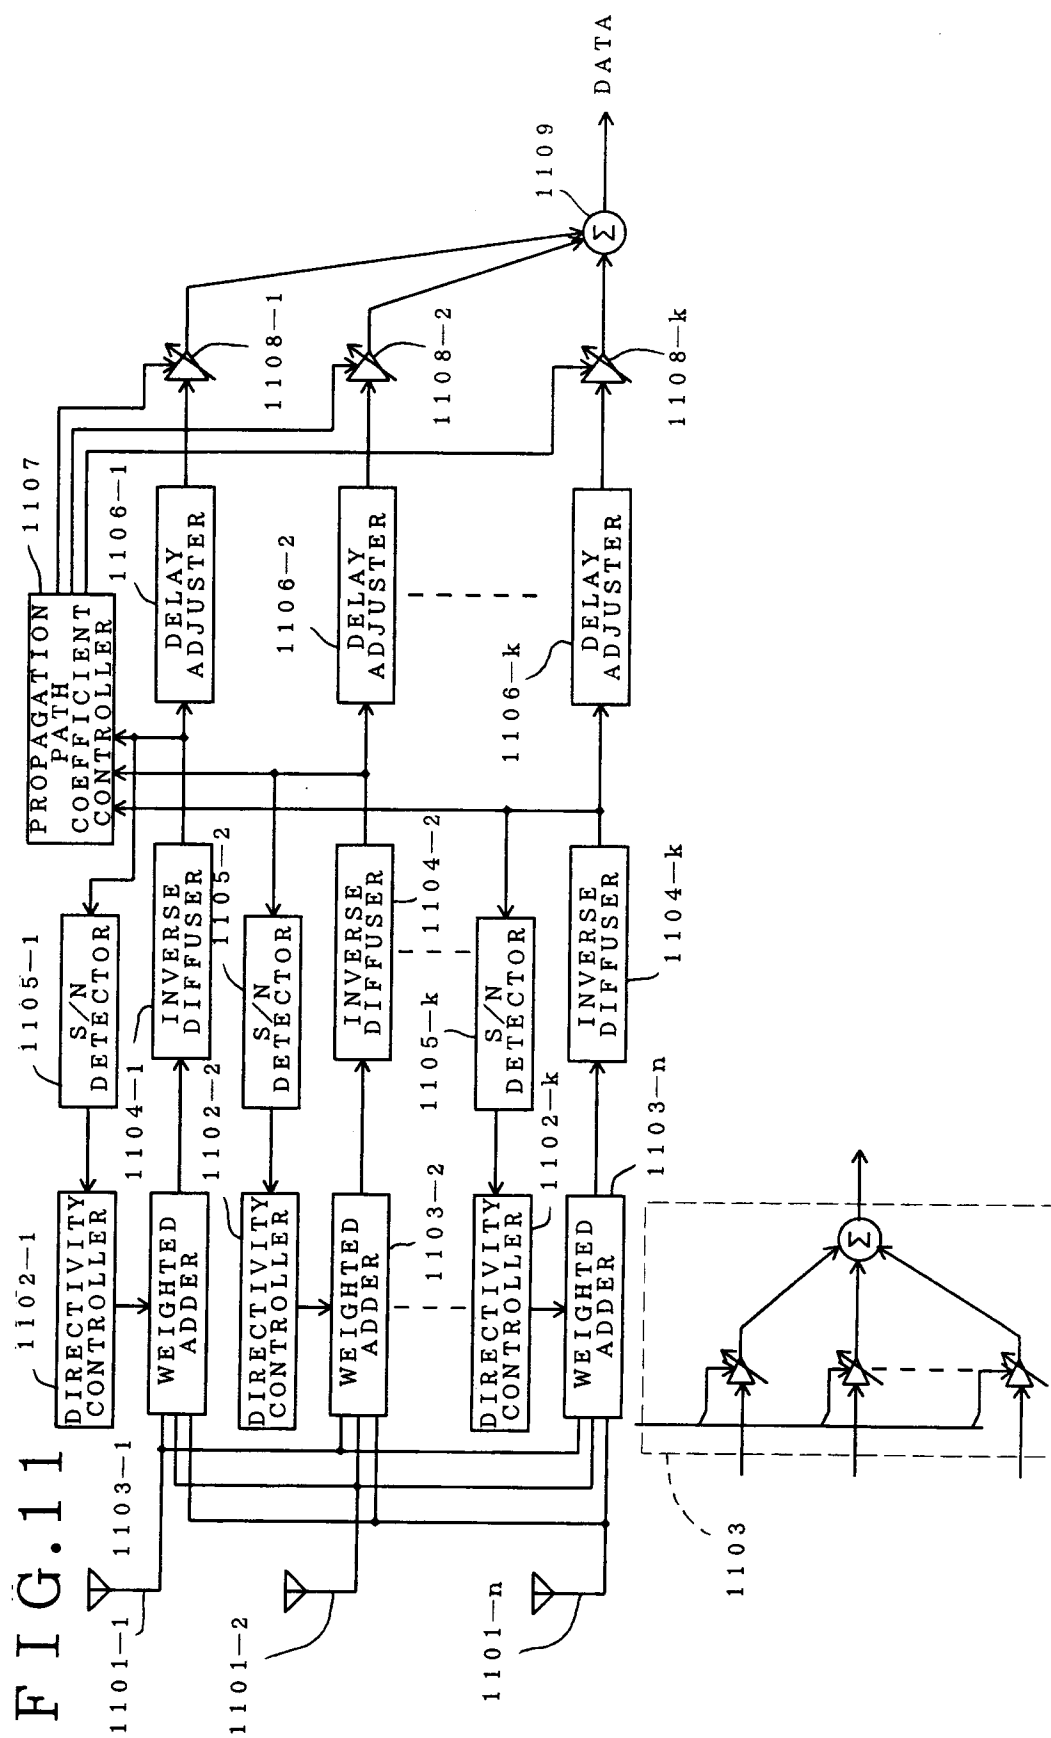 FIG.11
1101-1
1101-2
1101-n
1103-1
1102-1
DIRECTIVITY
CONTROLLER
WEIGHTED
ADDER
1102-2
DIRECTIVITY
CONTROLLER
WEIGHTED
ADDER
1103-2
1102-k
DIRECTIVITY
CONTROLLER
WEIGHTED
ADDER
1103-n
1105-1
S/N
DETECTOR
1104-1
INVERSE
DIFFUSER
1105-2
S/N
DETECTOR
INVERSE
DIFFUSER
1104-2
1105-k
S/N
DETECTOR
INVERSE
DIFFUSER
1104-k
PROPAGATION
PATH
COEFFICIENT
CONTROLLER
1107
1106-1
DELAY
ADJUSTER
1106-2
DELAY
ADJUSTER
1106-k
DELAY
ADJUSTER
1108-1
1108-2
1108-k
Σ
1109
DATA
1103
Σ